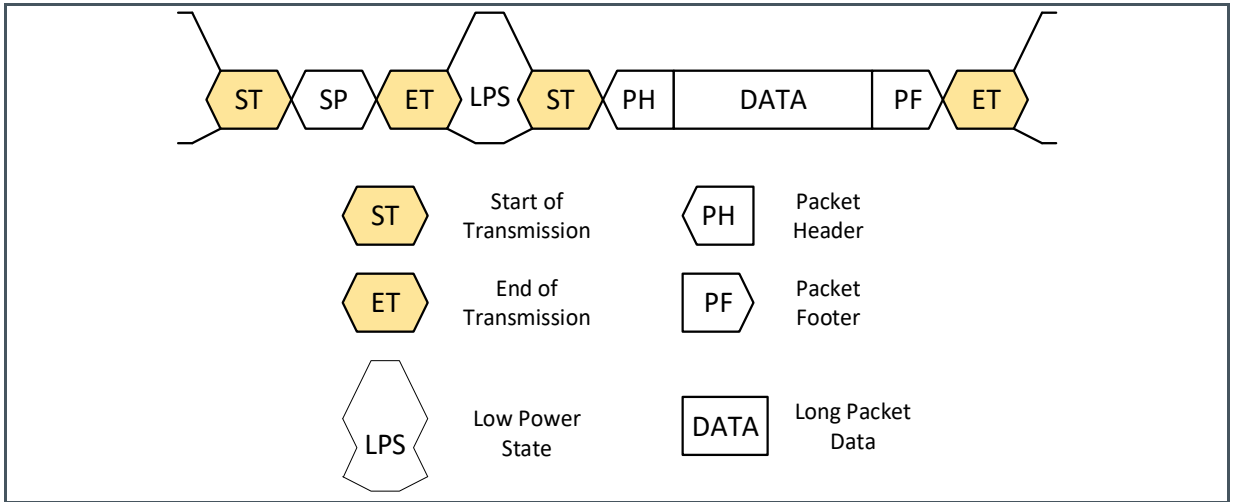 ST SP ET LPS ST PH DATA PF ET
ST
Start of
Transmission
PH
Packet
Header
ET
End of
Transmission
PF
Packet
Footer
LPS
Low Power
State
DATA
Long Packet
Data